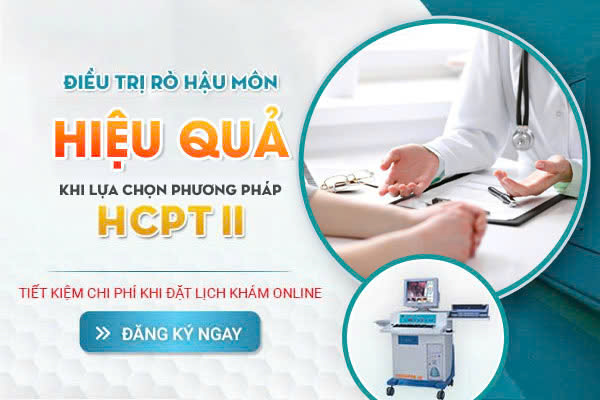 ĐIỀU TRỊ RÒ HẬU MÔN
HIỆU QUẢ
KHI LỰA CHỌN PHƯƠNG PHÁP
HCPT II
TIẾT KIỆM CHI PHÍ KHI ĐẶT LỊCH KHÁM ONLINE
>> ĐĂNG KÝ NGAY